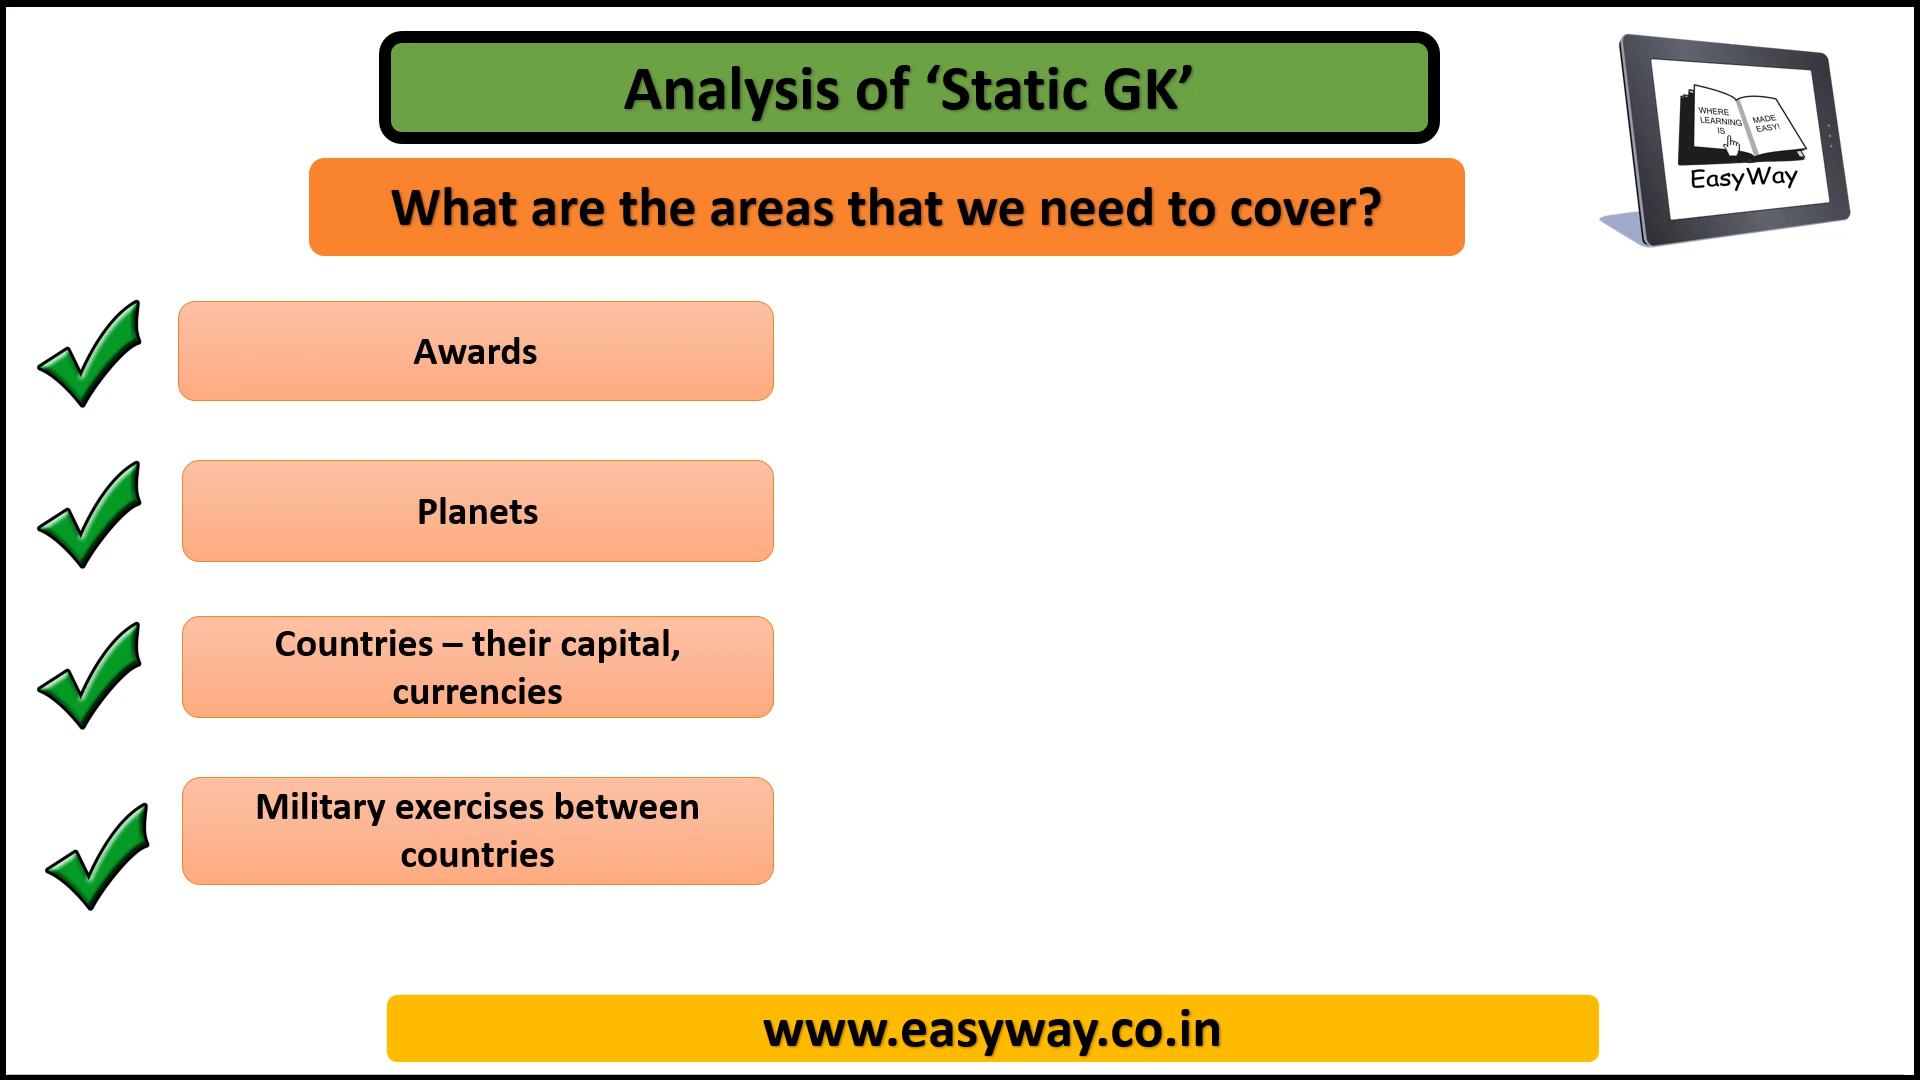 Analysis of ‘Static GK’
WHERE
LEARNING
IS
MADE
EASY!
EasyWay
What are the areas that we need to cover?
Awards
Planets
Countries – their capital,
currencies
Military exercises between
countries
www.easyway.co.in